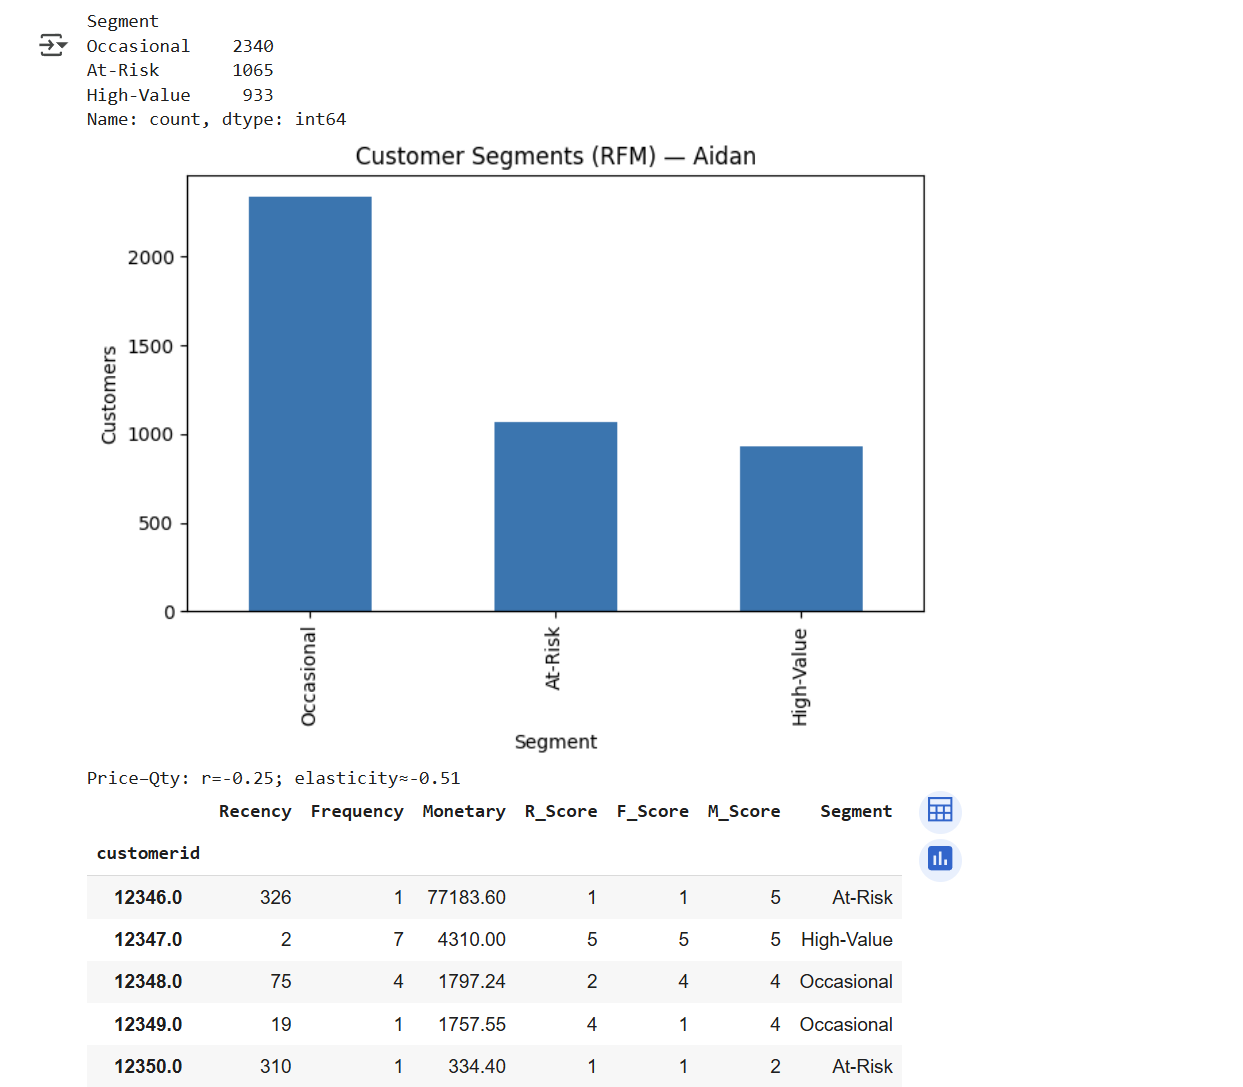 Segment
Occasional 2340
At-Risk 1065
High-Value 933
Name: count, dtype: int64
Customer Segments (RFM) — Aidan
2000
1500
1000
500
0
Customers
Occasional
At-Risk
High-Value
Segment
Price–Qty: r=-0.25; elasticity≈-0.51
Recency Frequency Monetary R_Score F_Score M_Score Segment
customerid
12346.0 326 1 77183.60 1 1 5 At-Risk
12347.0 2 7 4310.00 5 5 5 High-Value
12348.0 75 4 1797.24 2 4 4 Occasional
12349.0 19 1 1757.55 4 1 4 Occasional
12350.0 310 1 334.40 1 1 2 At-Risk